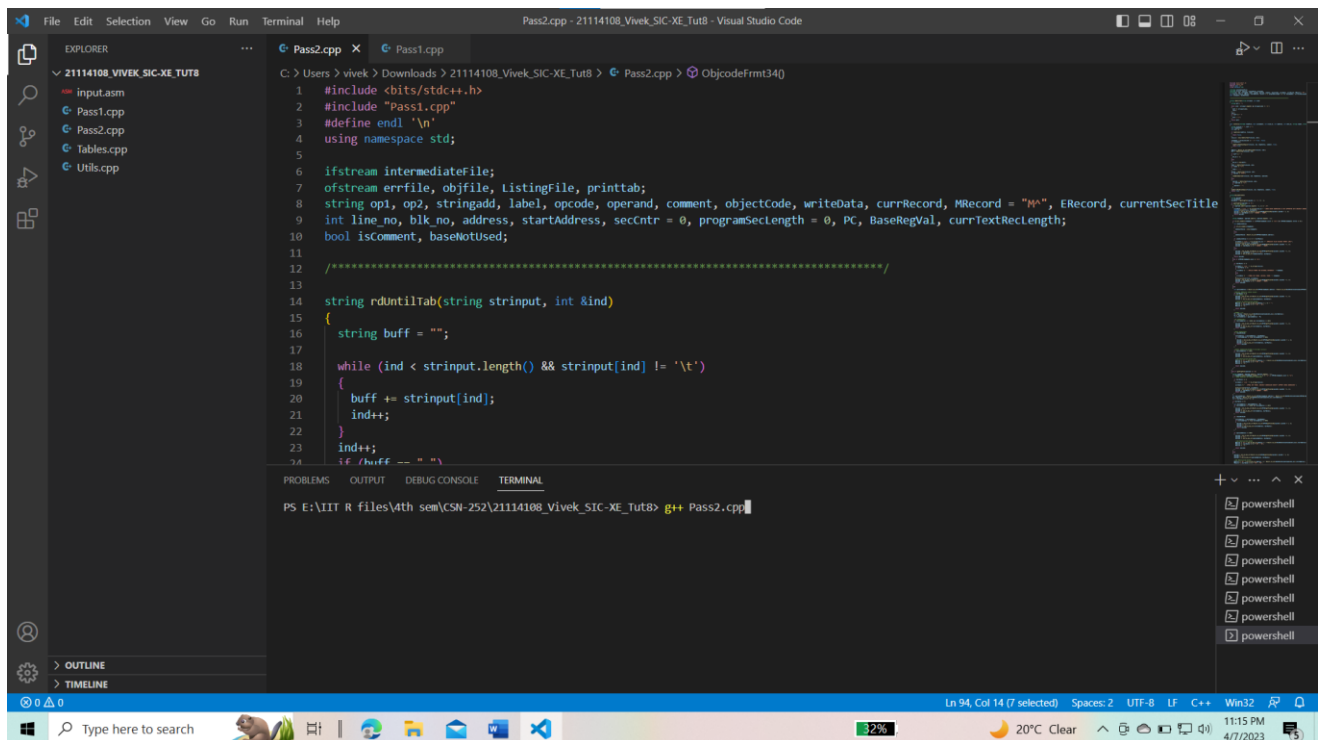 File Edit Selection View Go Run Terminal Help
Pass2.cpp - 21114108_Vivek_SIC-XE_Tut8 - Visual Studio Code
EXPLORER
21114108_VIVEK_SIC-XE_TUT8
input.asm
Pass1.cpp
Pass2.cpp
Tables.cpp
Utils.cpp
OUTLINE
TIMELINE
Pass2.cpp Pass1.cpp
C: > Users > vivek > Downloads > 21114108_Vivek_SIC-XE_Tut8 > Pass2.cpp > ObjcodeFrmt34()
1 #include <bits/stdc++.h>
2 #include "Pass1.cpp"
3 #define endl '\n'
4 using namespace std;
5
6 ifstream intermediateFile;
7 ofstream errfile, objfile, ListingFile, printtab;
8 string op1, op2, stringadd, label, opcode, operand, comment, objectCode, writeData, currRecord, MRecord = "M^", ERecord, currentSecTitle
9 int line_no, blk_no, address, startAddress, secCntr = 0, programSecLength = 0, PC, BaseRegVal, currTextRecLength;
10 bool isComment, baseNotUsed;
11
12 /************************************************************************************/
13
14 string rdUntilTab(string strinput, int &ind)
15 {
16 string buff = "";
17
18 while (ind < strinput.length() && strinput[ind] != '\t')
19 {
20 buff += strinput[ind];
21 ind++;
22 }
23 ind++;
24 if (buff == " ")
PROBLEMS OUTPUT DEBUG CONSOLE TERMINAL
PS E:\IIT R files\4th sem\CSN-252\21114108_Vivek_SIC-XE_Tut8> g++ Pass2.cpp
powershell
powershell
powershell
powershell
powershell
powershell
powershell
powershell
0 0
Ln 94, Col 14 (7 selected) Spaces: 2 UTF-8 LF C++ Win32
Type here to search
32%
20°C Clear
11:15 PM
4/7/2023
5